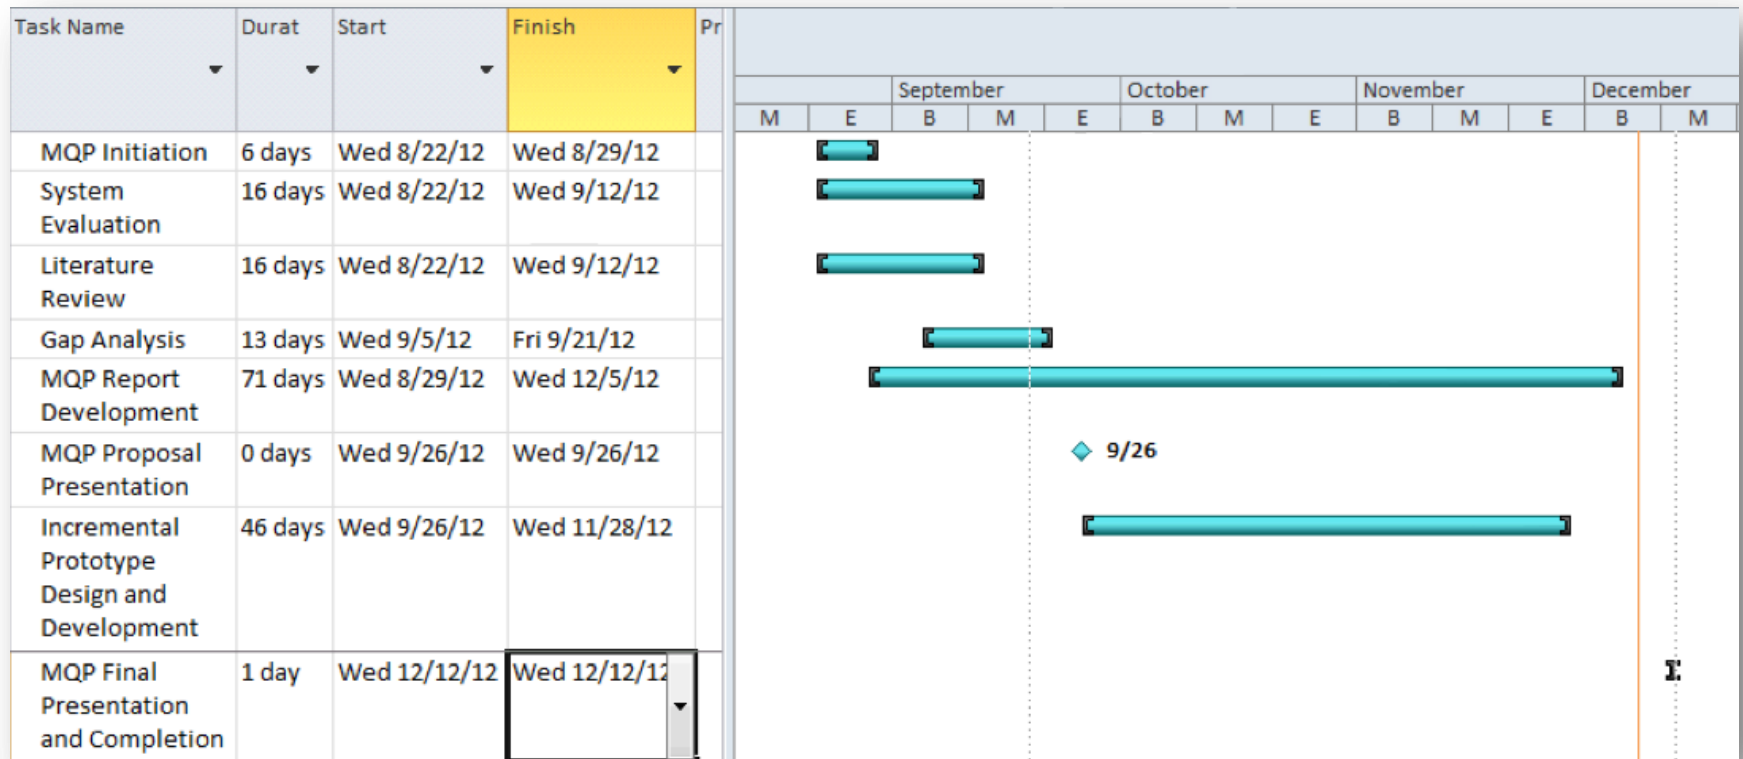 Task Name Durat Start Finish Pr
September October November December
M E B M E B M E B M E B M
MQP Initiation 6 days Wed 8/22/12 Wed 8/29/12
System 16 days Wed 8/22/12 Wed 9/12/12
Evaluation
Literature 16 days Wed 8/22/12 Wed 9/12/12
Review
Gap Analysis 13 days Wed 9/5/12 Fri 9/21/12
MQP Report 71 days Wed 8/29/12 Wed 12/5/12
Development
MQP Proposal 0 days Wed 9/26/12 Wed 9/26/12 9/26
Presentation
Incremental 46 days Wed 9/26/12 Wed 11/28/12
Prototype
Design and
Development
MQP Final 1 day Wed 12/12/12 Wed 12/12/12
Presentation
and Completion